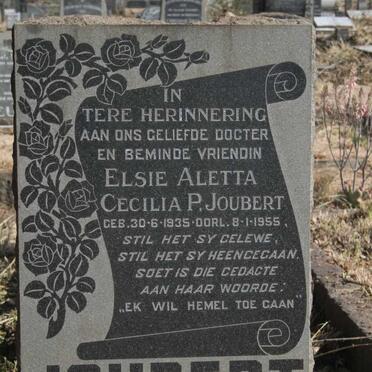 IN
TERE HERINNERING
AAN ONS GELIEFDE DOGTER
EN BEMINDE VRIENDIN
ELSIE ALETTA
CECILIA P. JOUBERT
GEB. 30-6-1935 - OORL. 8-1-1955,
STIL HET SY GELEWE,
STIL HET SY HEENGEGAAN.
SOET IS DIE GEDAGTE
AAN HAAR WOORDE:
„EK WIL HEMEL TOE GAAN"
JOUBERT